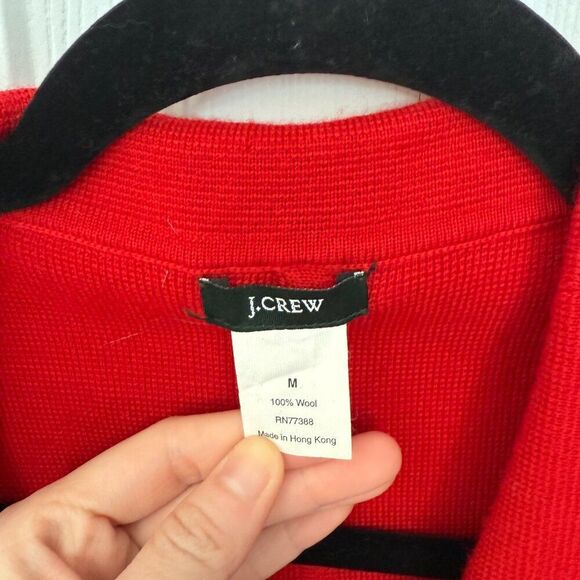 J.CREW
M
100% Wool
RN77388
Made in Hong Kong